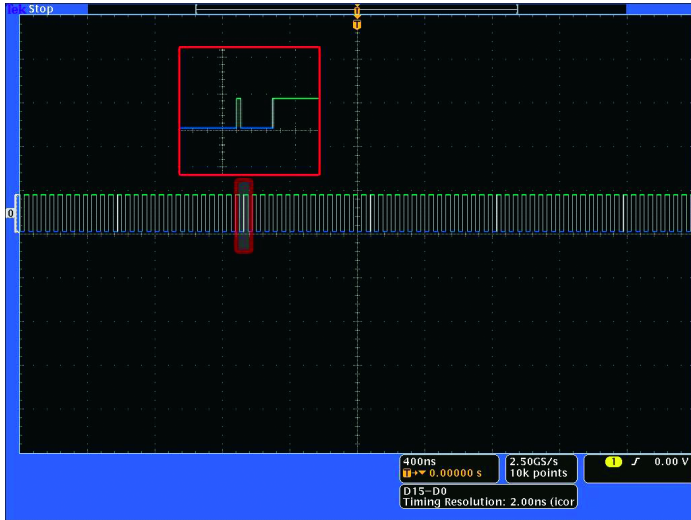 Tek Stop
T
T
0
400ns
T→▼ 0.00000 s
2.50GS/s
10k points
1 0.00 V
D15-D0
Timing Resolution: 2.00ns (icor